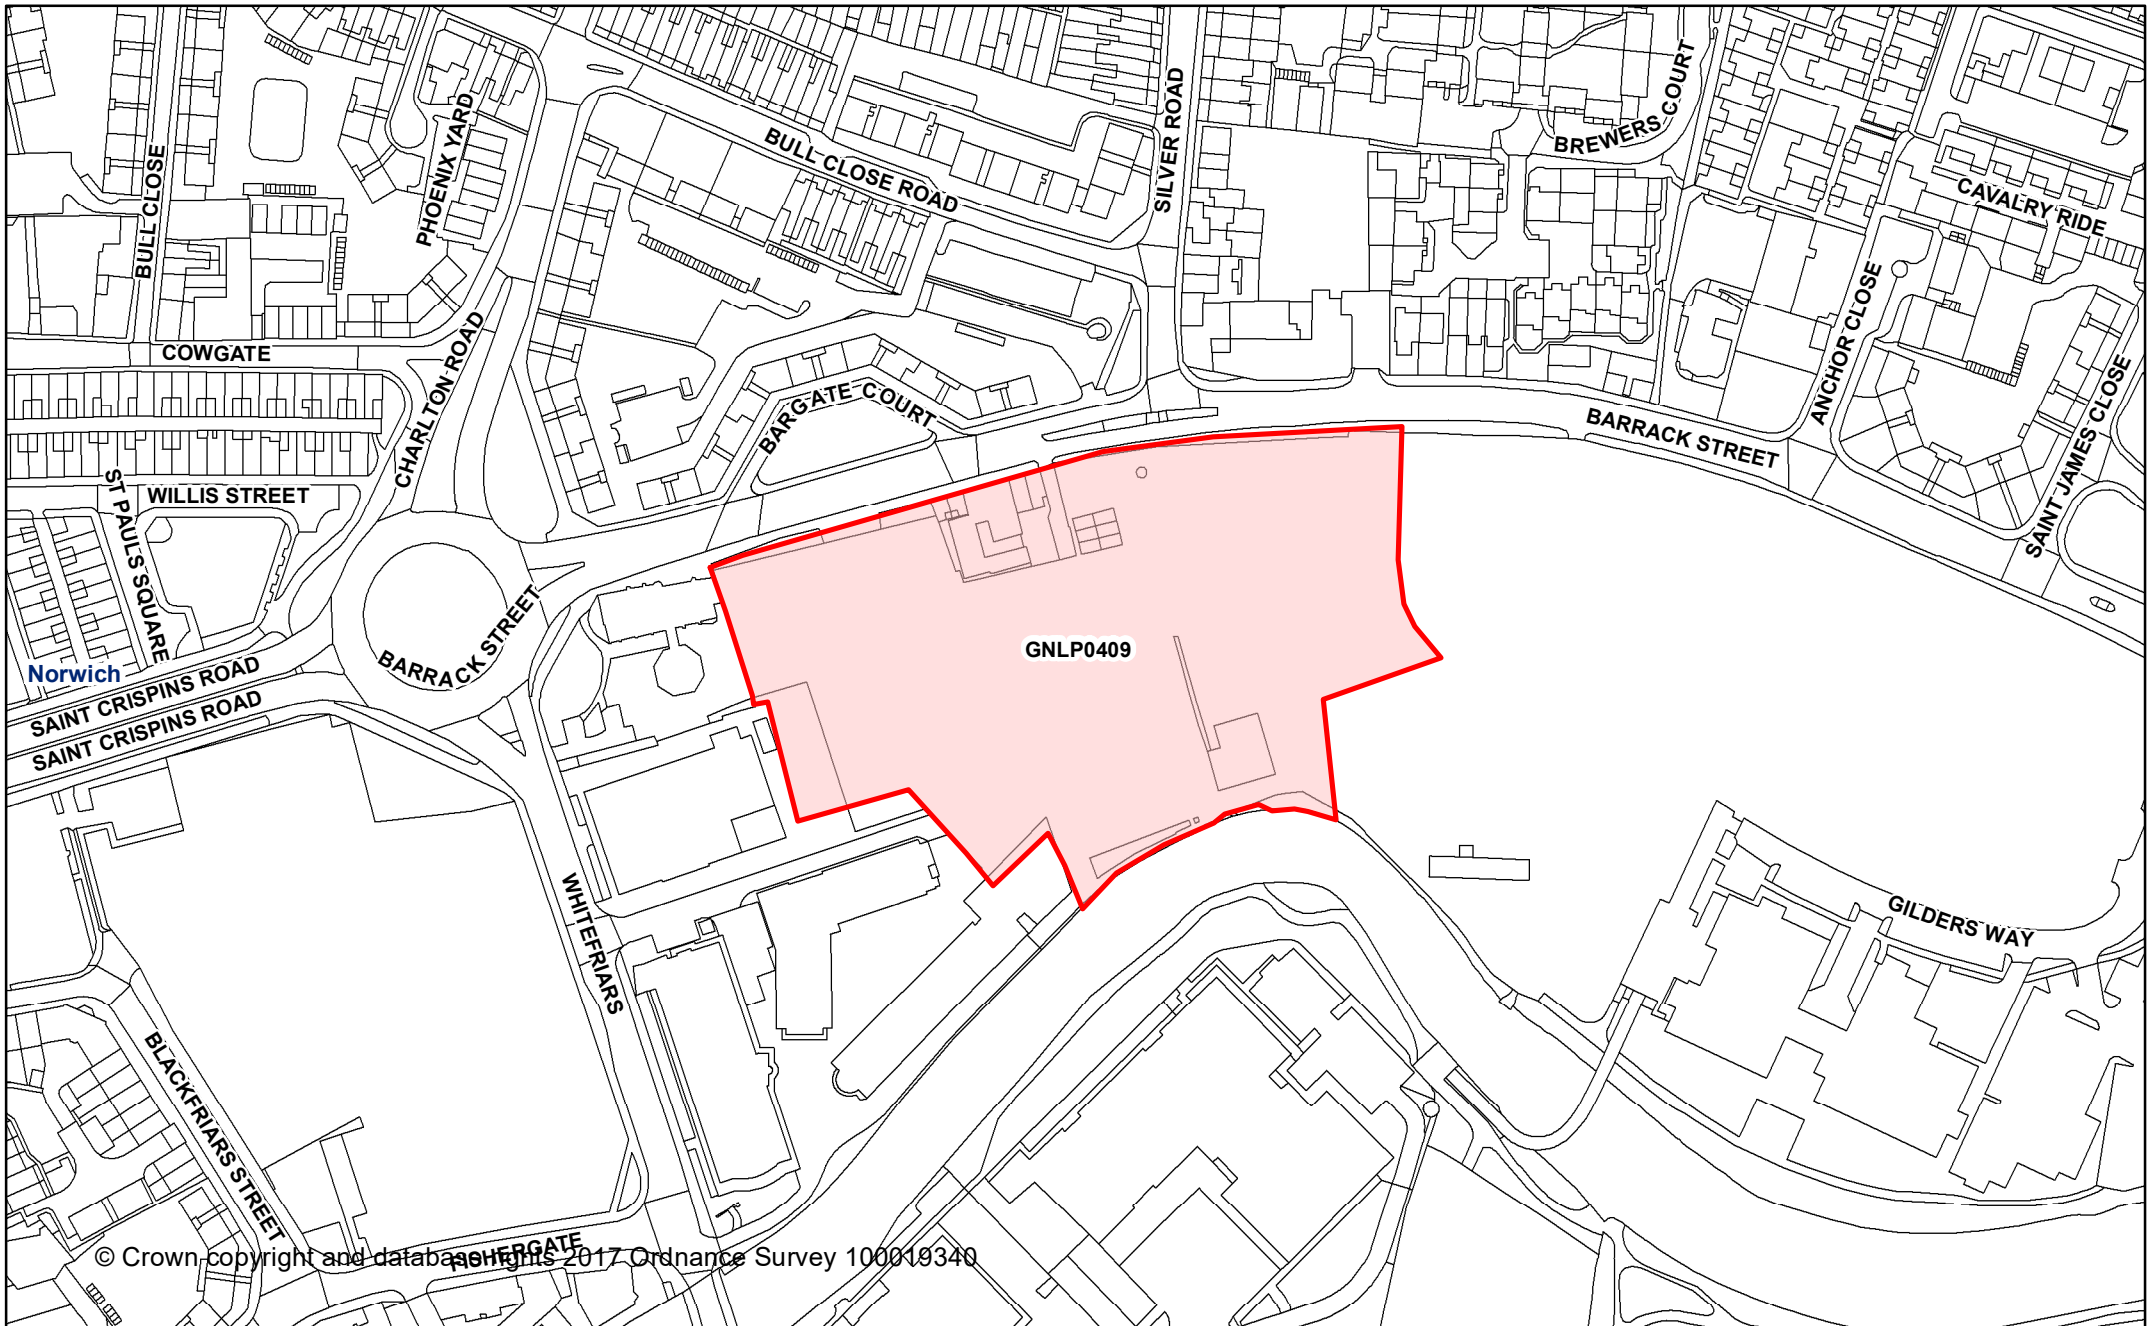 BREWERS COURT
SILVER ROAD
PHOENIX YARD
BULL CLOSE ROAD
BULL CLOSE
CAVALRY RIDE
ANCHOR CLOSE
COWGATE
CHARLTON ROAD
BARGATE COURT
BARRACK STREET
SAINT JAMES CLOSE
WILLIS STREET
ST PAULS SQUARE
BARRACK STREET
GNLP0409
Norwich
SAINT CRISPINS ROAD
SAINT CRISPINS ROAD
WHITEFRIARS
GILDERS WAY
BLACKFRIARS STREET
FISHERGATE
© Crown copyright and database rights 2017 Ordnance Survey 100019340